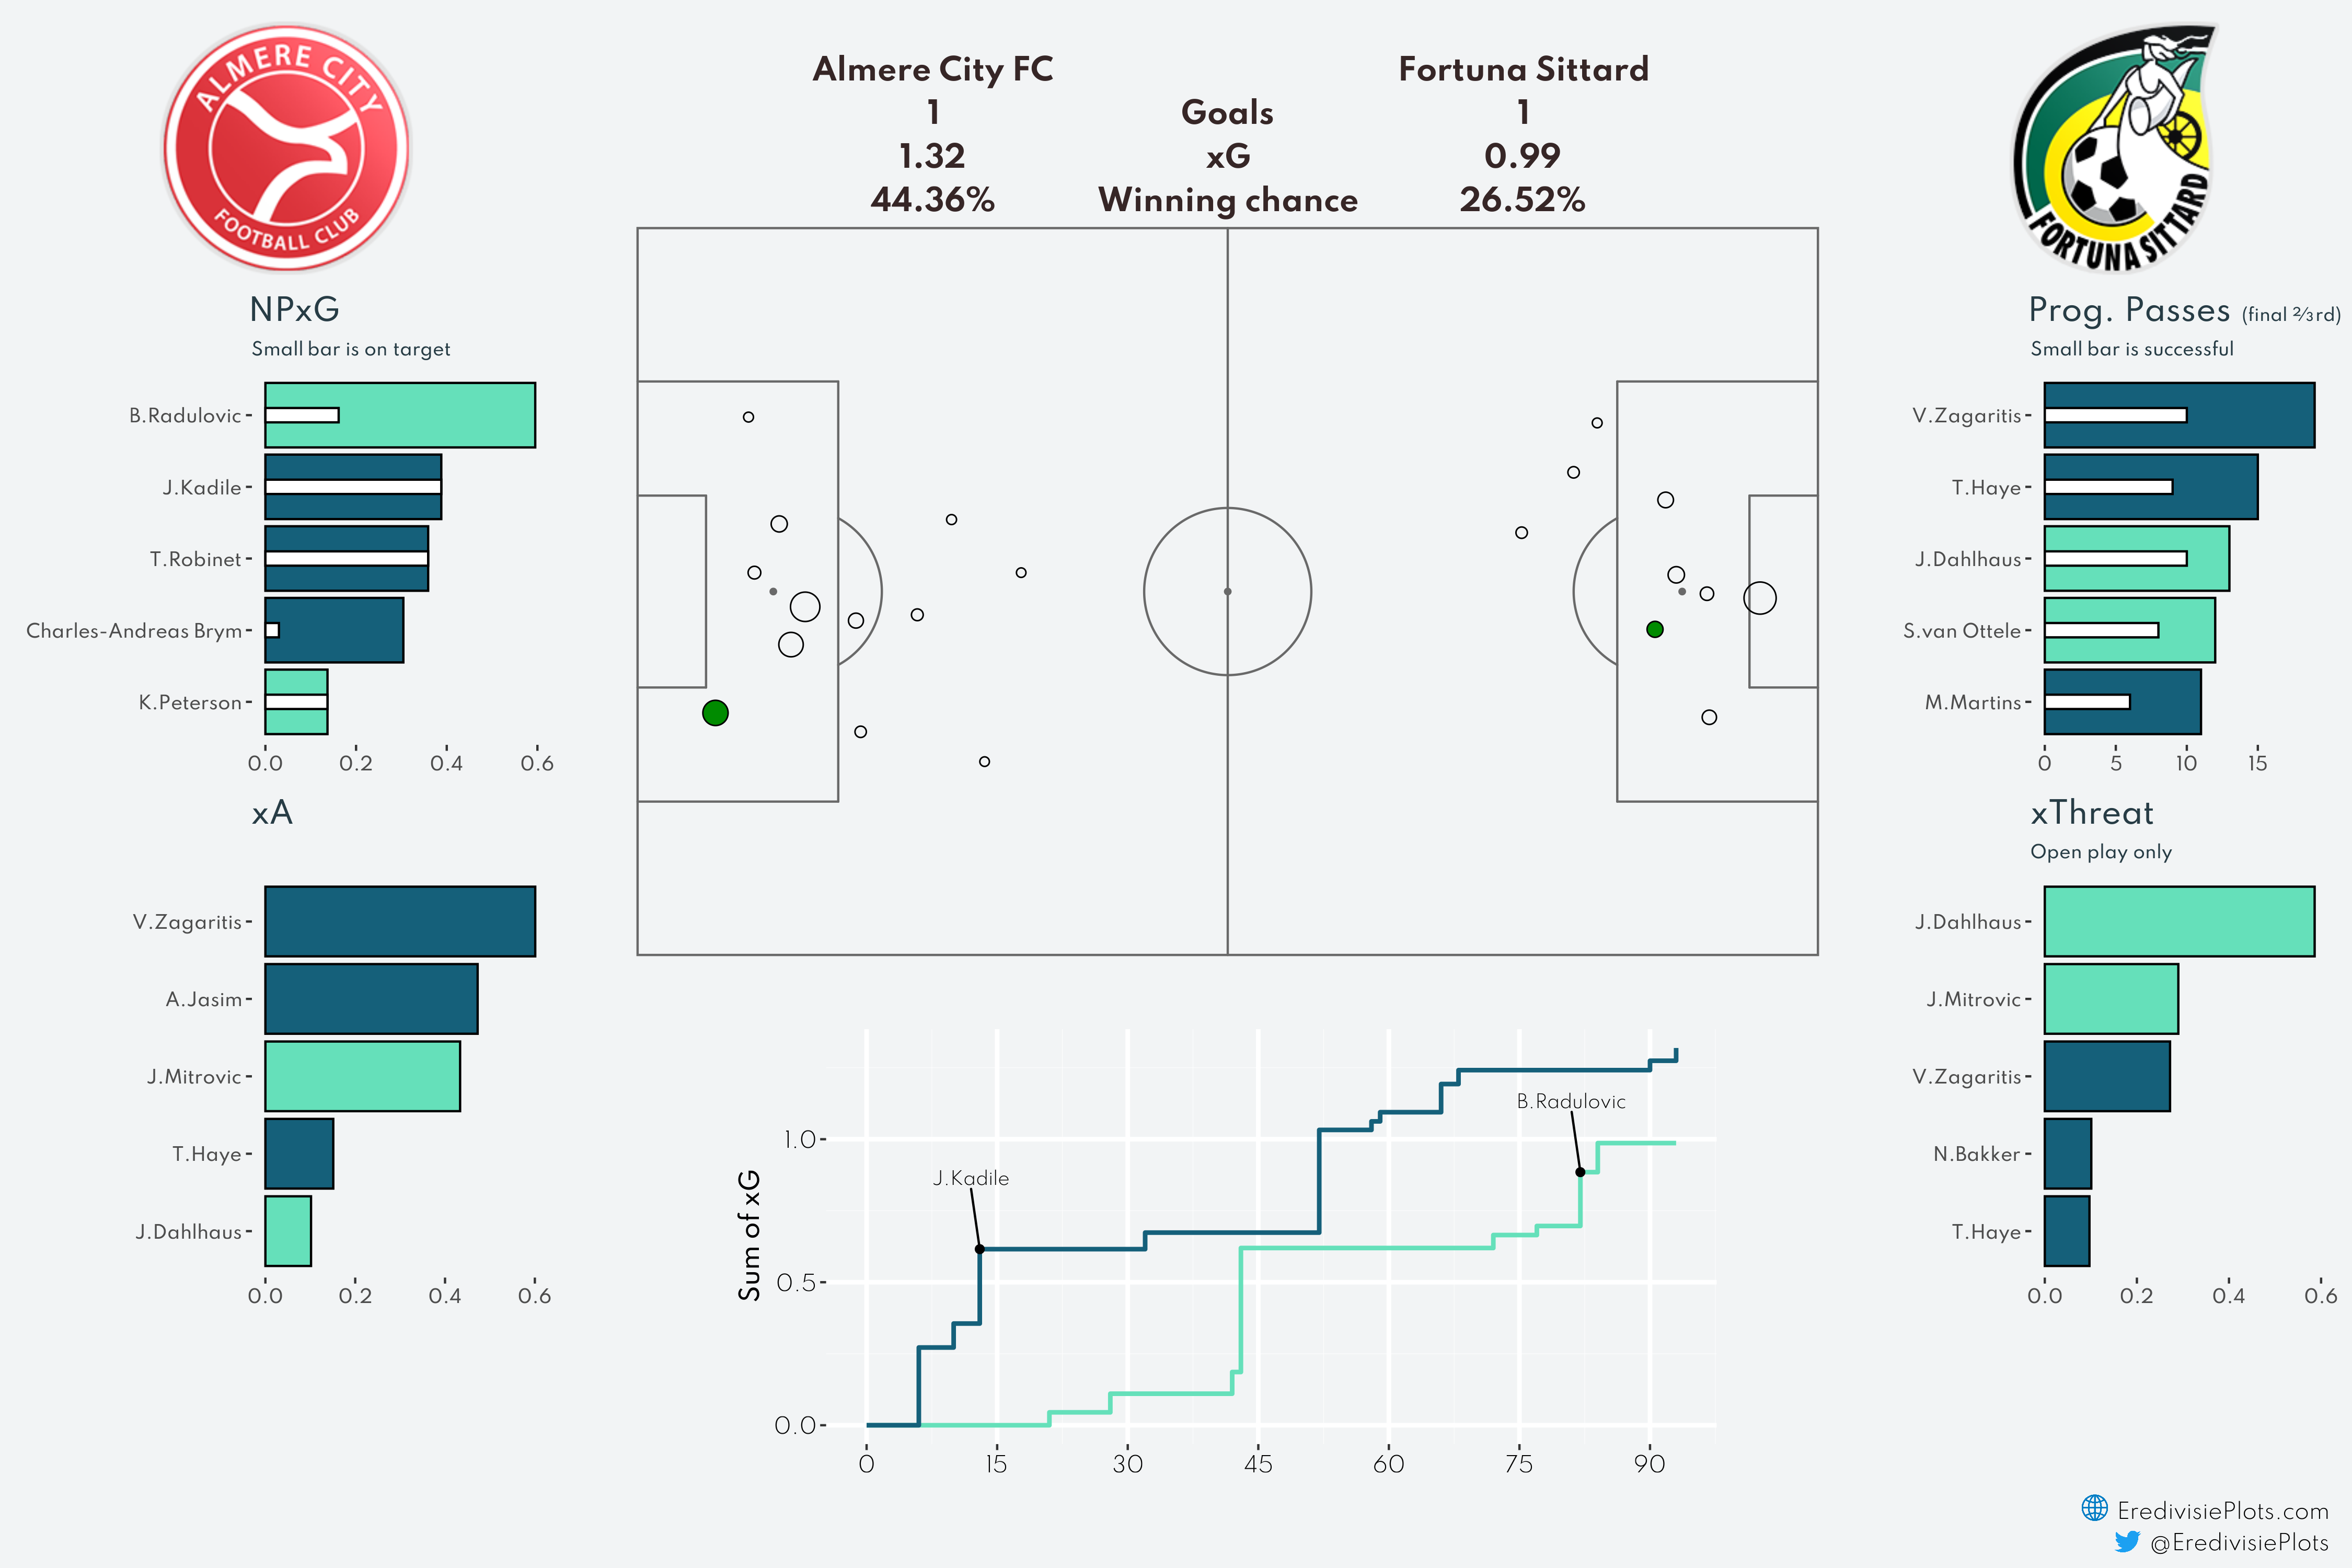 ALMERE CITY
FOOTBALL CLUB
Almere City FC Fortuna Sittard
1 Goals 1
1.32 xG 0.99
44.36% Winning chance 26.52%
FORTUNA SITTARD
NPxG
Small bar is on target
B.Radulovic
J.Kadile
T.Robinet
Charles-Andreas Brym
K.Peterson
0.0 0.2 0.4 0.6
xA
V.Zagaritis
A.Jasim
J.Mitrovic
T.Haye
J.Dahlhaus
0.0 0.2 0.4 0.6
Sum of xG
1.0
0.5
0.0
J.Kadile
B.Radulovic
0 15 30 45 60 75 90
Prog. Passes (final ⅔rd)
Small bar is successful
V.Zagaritis
T.Haye
J.Dahlhaus
S.van Ottele
M.Martins
0 5 10 15
xThreat
Open play only
J.Dahlhaus
J.Mitrovic
V.Zagaritis
N.Bakker
T.Haye
0.0 0.2 0.4 0.6
EredivisiePlots.com
@EredivisiePlots